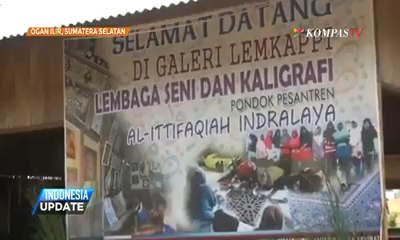 OGAN ILIR, SUMATERA SELATAN
KOMPAS TV
SELAMAT DATANG
DI GALERI LEMKAPPI
LEMBAGA SENI DAN KALIGRAFI
PONDOK PESANTREN
AL-ITTIFAQIAH INDRALAYA
INDONESIA
UPDATE